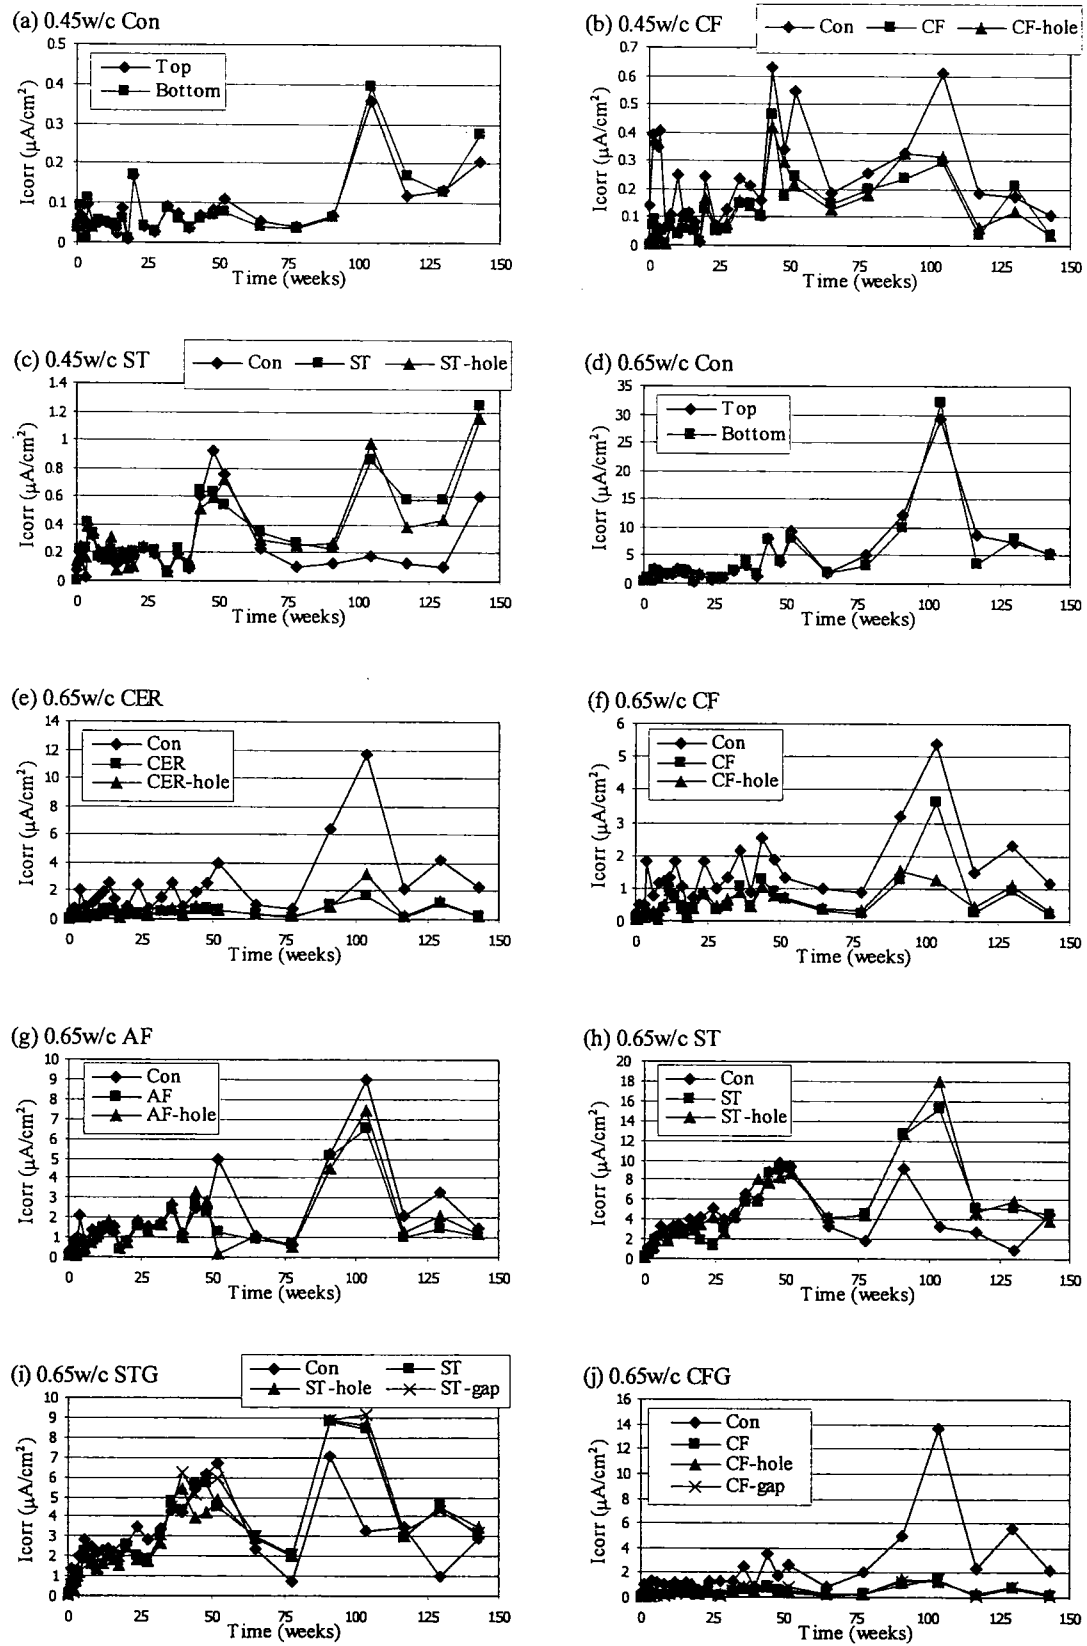 (a) 0.45w/c Con
0.5
0.4
0.3
0.2
0.1
0
Icorr (μA/cm²)
Top
Bottom
0 25 50 75 100 125 150
Time (weeks)
(b) 0.45w/c CF
Con CF CF-hole
0.7
0.6
0.5
0.4
0.3
0.2
0.1
0
Icorr (μA/cm²)
0 25 50 75 100 125 150
Time (weeks)
(c) 0.45w/c ST
Con ST ST-hole
1.4
1.2
1
0.8
0.6
0.4
0.2
0
Icorr (μA/cm²)
0 25 50 75 100 125 150
Time (weeks)
(d) 0.65w/c Con
35
30
25
20
15
10
5
0
Icorr (μA/cm²)
Top
Bottom
0 25 50 75 100 125 150
Time (weeks)
(e) 0.65w/c CER
14
12
10
8
6
4
2
0
Icorr (μA/cm²)
Con
CER
CER-hole
0 25 50 75 100 125 150
Time (weeks)
(f) 0.65w/c CF
6
5
4
3
2
1
0
Icorr (μA/cm²)
Con
CF
CF-hole
0 25 50 75 100 125 150
Time (weeks)
(g) 0.65w/c AF
10
9
8
7
6
5
4
3
2
1
0
Icorr (μA/cm²)
Con
AF
AF-hole
0 25 50 75 100 125 150
Time (weeks)
(h) 0.65w/c ST
20
18
16
14
12
10
8
6
4
2
0
Icorr (μA/cm²)
Con
ST
ST-hole
0 25 50 75 100 125 150
Time (weeks)
(i) 0.65w/c STG
Con ST
ST-hole ST-gap
10
9
8
7
6
5
4
3
2
1
0
Icorr (μA/cm²)
0 25 50 75 100 125 150
Time (weeks)
(j) 0.65w/c CFG
16
14
12
10
8
6
4
2
0
Icorr (μA/cm²)
Con
CF
CF-hole
CF-gap
0 25 50 75 100 125 150
Time (weeks)